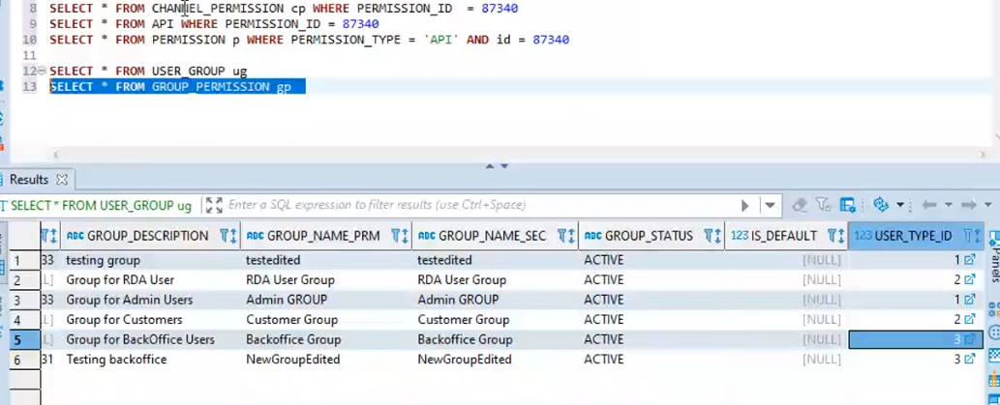 8 SELECT * FROM CHANNEL_PERMISSION cp WHERE PERMISSION_ID = 87340
9 SELECT * FROM API WHERE PERMISSION_ID = 87340
10 SELECT * FROM PERMISSION p WHERE PERMISSION_TYPE = 'API' AND id = 87340
11
12 SELECT * FROM USER_GROUP ug
13 SELECT * FROM GROUP_PERMISSION gp
Results
SELECT * FROM USER_GROUP ug Enter a SQL expression to filter results (use Ctrl+Space)
ABC GROUP_DESCRIPTION ABC GROUP_NAME_PRM ABC GROUP_NAME_SEC ABC GROUP_STATUS 123 IS_DEFAULT 123 USER_TYPE_ID
1 33 testing group testedited testedited ACTIVE [NULL] 1
2 L] Group for RDA User RDA User Group RDA User Group ACTIVE [NULL] 2
3 33 Group for Admin Users Admin GROUP Admin GROUP ACTIVE [NULL] 1
4 L] Group for Customers Customer Group Customer Group ACTIVE [NULL] 2
5 L] Group for BackOffice Users Backoffice Group Backoffice Group ACTIVE [NULL] 3
6 31 Testing backoffice NewGroupEdited NewGroupEdited ACTIVE [NULL] 3
Panels